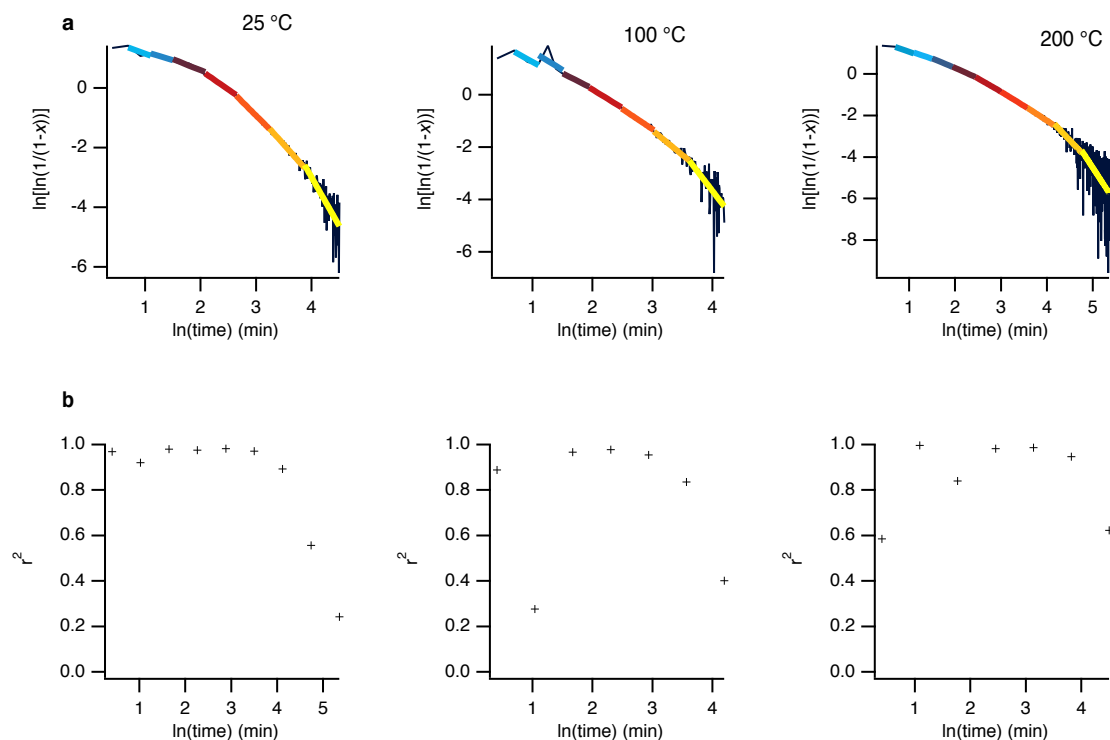 a
25 °C
100 °C
200 °C
ln[ln(1/(1-x))]
0
-2
-4
-6
1 2 3 4
ln(time) (min)
ln[ln(1/(1-x))]
0
-2
-4
-6
1 2 3 4
ln(time) (min)
ln[ln(1/(1-x))]
0
-2
-4
-6
-8
1 2 3 4 5
ln(time) (min)
b
r²
1.0
0.8
0.6
0.4
0.2
0.0
1 2 3 4 5
ln(time) (min)
r²
1.0
0.8
0.6
0.4
0.2
0.0
1 2 3 4
ln(time) (min)
r²
1.0
0.8
0.6
0.4
0.2
0.0
1 2 3 4
ln(time) (min)